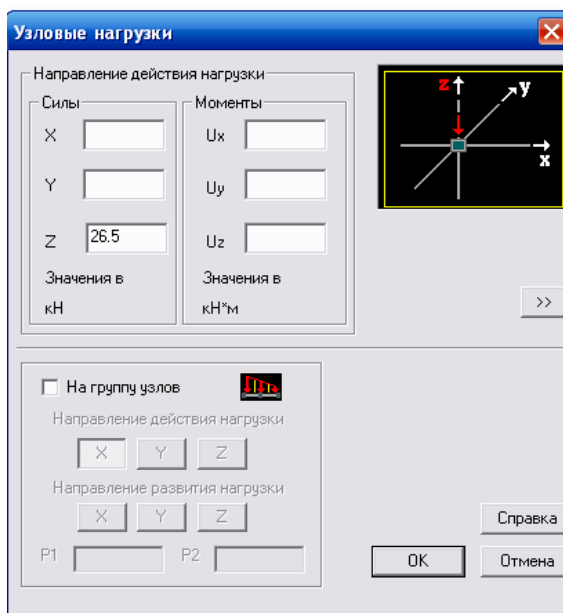 Узловые нагрузки
Направление действия нагрузки
Силы
Моменты
X
Ux
Y
Uy
Z 26.5
Uz
Значения в
кН
Значения в
кН*м
z
y
x
>>
На группу узлов
Направление действия нагрузки
X Y Z
Направление развития нагрузки
X Y Z
P1 P2
Справка
OK
Отмена